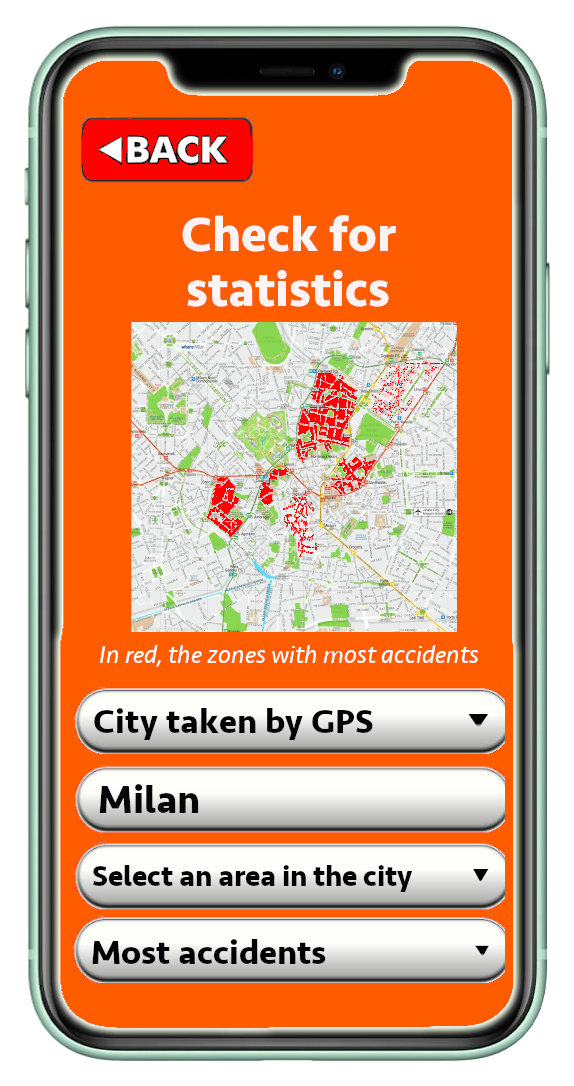 ◀BACK
Check for
statistics
In red, the zones with most accidents
City taken by GPS ▼
Milan
Select an area in the city ▼
Most accidents ▼